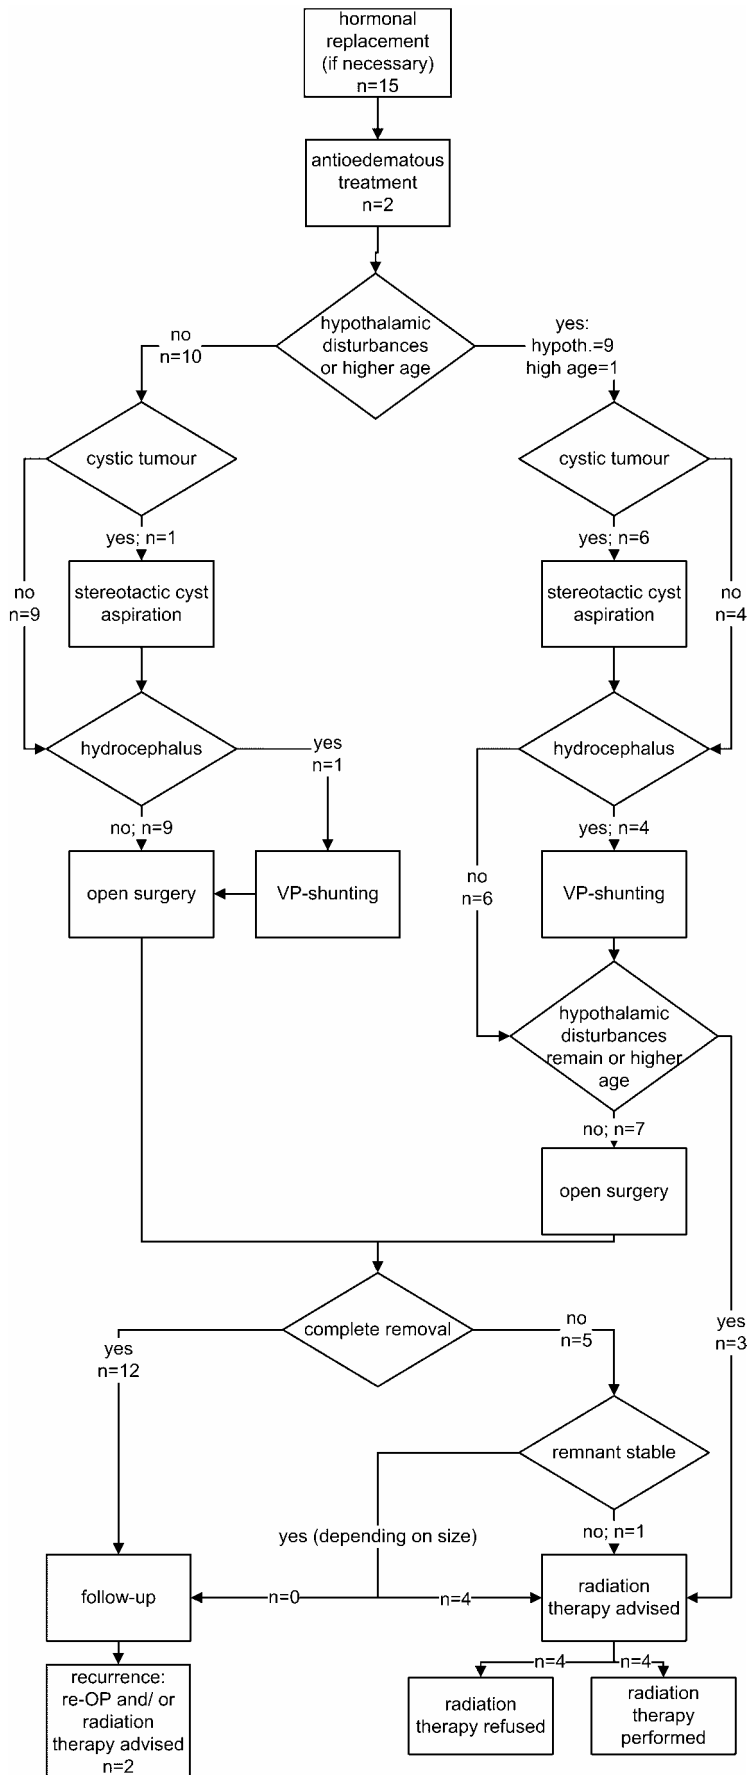 hormonal
replacement
(if necessary)
n=15
antioedematous
treatment
n=2
hypothalamic
disturbances
or higher age
no
n=10
yes:
hypoth.=9
high age=1
cystic tumour
cystic tumour
yes; n=1
yes; n=6
no
n=9
stereotactic cyst
aspiration
stereotactic cyst
aspiration
no
n=4
hydrocephalus
yes
n=1
hydrocephalus
no; n=9
yes; n=4
open surgery
VP-shunting
no
n=6
VP-shunting
hypothalamic
disturbances
remain or higher
age
no; n=7
open surgery
complete removal
yes
n=12
no
n=5
yes
n=3
remnant stable
yes (depending on size)
no; n=1
follow-up
n=0
n=4
radiation
therapy advised
recurrence:
re-OP and/ or
radiation
therapy advised
n=2
n=4
n=4
radiation
therapy refused
radiation
therapy
performed